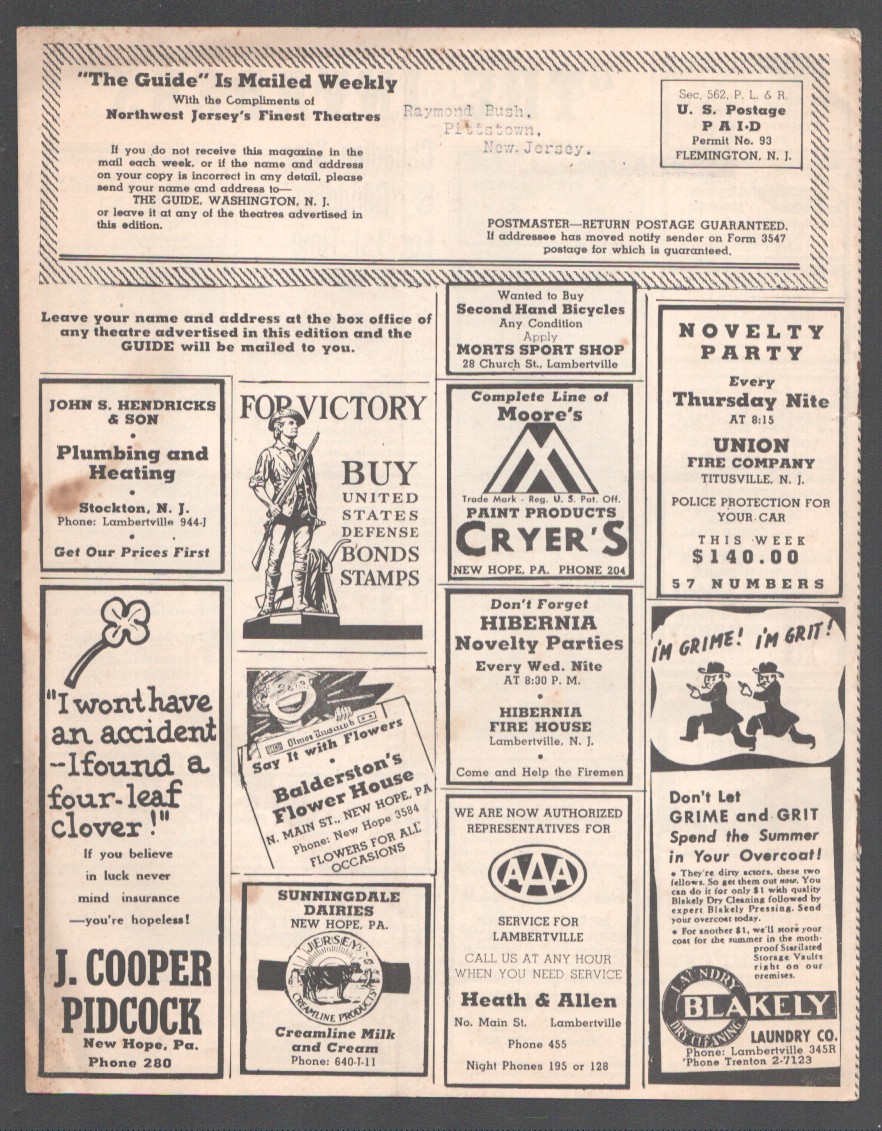 "The Guide" Is Mailed Weekly
With the Compliments of
Northwest Jersey's Finest Theatres
If you do not receive this magazine in the
mail each week, or if the name and address
on your copy is incorrect in any detail, please
send your name and address to—
THE GUIDE, WASHINGTON, N. J.
or leave it at any of the theatres advertised in
this edition.
Raymond Bush,
Pittstown,
New Jersey.
Sec. 562, P. L. & R.
U. S. Postage
PAID
Permit No. 93
FLEMINGTON, N. J.
POSTMASTER—RETURN POSTAGE GUARANTEED.
If addressee has moved notify sender on Form 3547
postage for which is guaranteed.
Leave your name and address at the box office of
any theatre advertised in this edition and the
GUIDE will be mailed to you.
JOHN S. HENDRICKS
& SON
Plumbing and
Heating
Stockton, N. J.
Phone: Lambertville 944-J
Get Our Prices First
"I wont have
an accident
-I found a
four-leaf
clover!"
If you believe
in luck never
mind insurance
—you're hopeless!
J. COOPER
PIDCOCK
New Hope, Pa.
Phone 280
FOR VICTORY
BUY
UNITED
STATES
DEFENSE
BONDS
STAMPS
Say It with Flowers
Balderston's
Flower House
N. MAIN ST., NEW HOPE, PA
Phone: New Hope 3584
FLOWERS FOR ALL
OCCASIONS
SUNNINGDALE
DAIRIES
NEW HOPE, PA.
JERSEY
CREAMLINE PRODUCTS
Creamline Milk
and Cream
Phone: 640-J-11
Wanted to Buy
Second Hand Bicycles
Any Condition
Apply
MORTS SPORT SHOP
28 Church St., Lambertville
Complete Line of
Moore's
M
Trade Mark - Reg. U. S. Pat. Off.
PAINT PRODUCTS
CRYER'S
NEW HOPE, PA. PHONE 204
Don't Forget
HIBERNIA
Novelty Parties
Every Wed. Nite
AT 8:30 P. M.
HIBERNIA
FIRE HOUSE
Lambertville, N. J.
Come and Help the Firemen
WE ARE NOW AUTHORIZED
REPRESENTATIVES FOR
AAA
SERVICE FOR
LAMBERTVILLE
CALL US AT ANY HOUR
WHEN YOU NEED SERVICE
Heath & Allen
No. Main St. Lambertville
Phone 455
Night Phones 195 or 128
NOVELTY
PARTY
Every
Thursday Nite
AT 8:15
UNION
FIRE COMPANY
TITUSVILLE, N. J.
POLICE PROTECTION FOR
YOUR CAR
THIS WEEK
$140.00
57 NUMBERS
I'M GRIME! I'M GRIT!
Don't Let
GRIME and GRIT
Spend the Summer
in Your Overcoat!
• They're dirty actors, these two
fellows. So get them out now. You
can do it for only $1 with quality
Blakely Dry Cleaning followed by
expert Blakely Pressing. Send
your overcoat today.
• For another $1, we'll store your
coat for the summer in the moth-
proof Sterilated
Storage Vaults
right on our
premises.
LAUNDRY
BLAKELY
DRY CLEANING
LAUNDRY CO.
Phone: Lambertville 345R
'Phone Trenton 2-7123